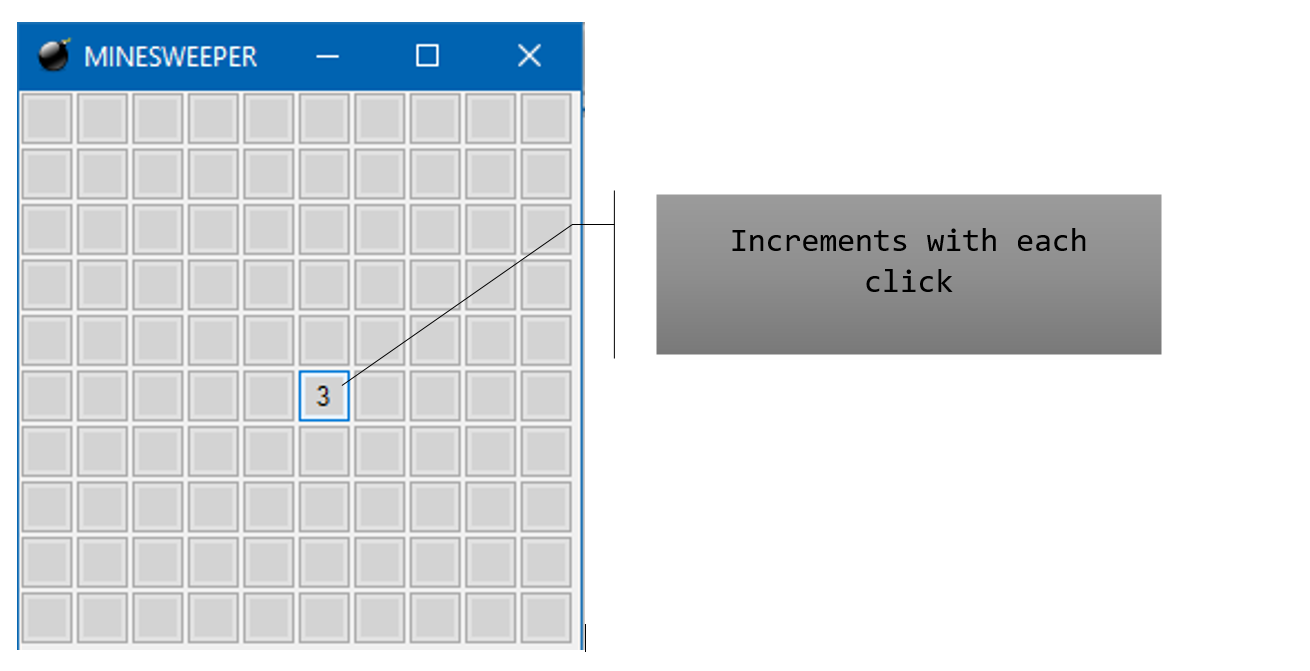 MINESWEEPER
3
Increments with each
click